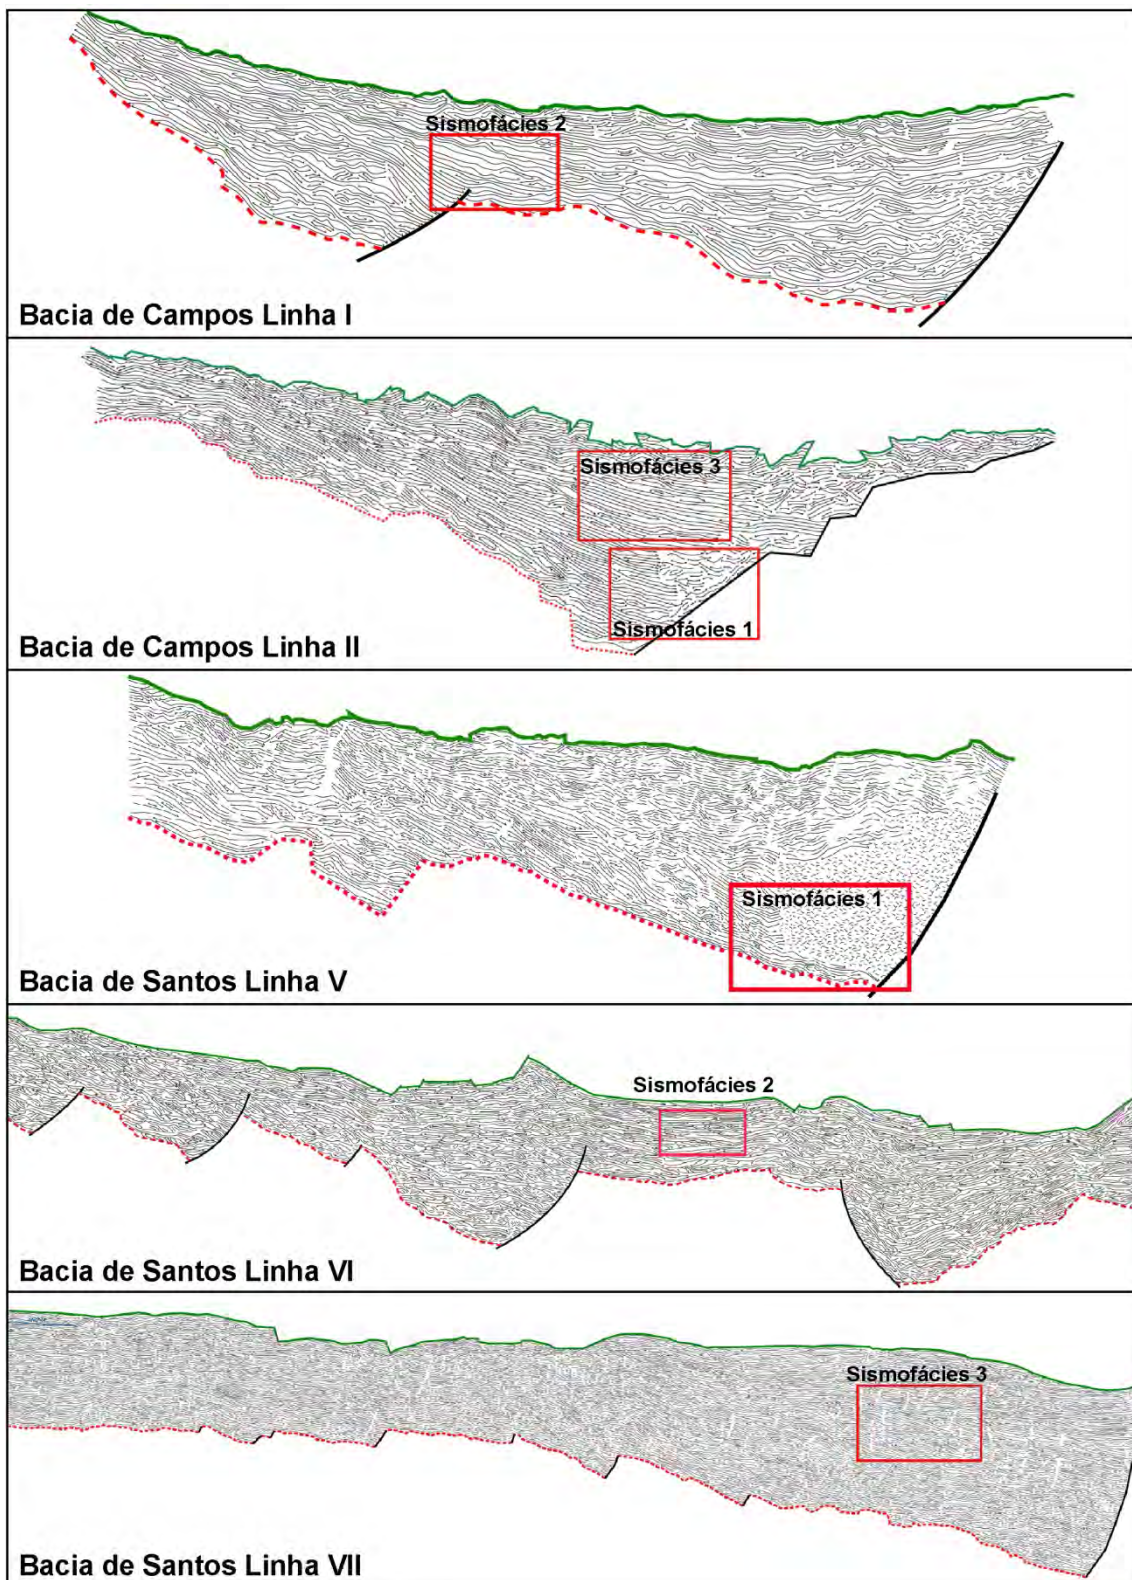 Sismofácies 2
Bacia de Campos Linha I
Sismofácies 3
Sismofácies 1
Bacia de Campos Linha II
Sismofácies 1
Bacia de Santos Linha V
Sismofácies 2
Bacia de Santos Linha VI
Sismofácies 3
Bacia de Santos Linha VII